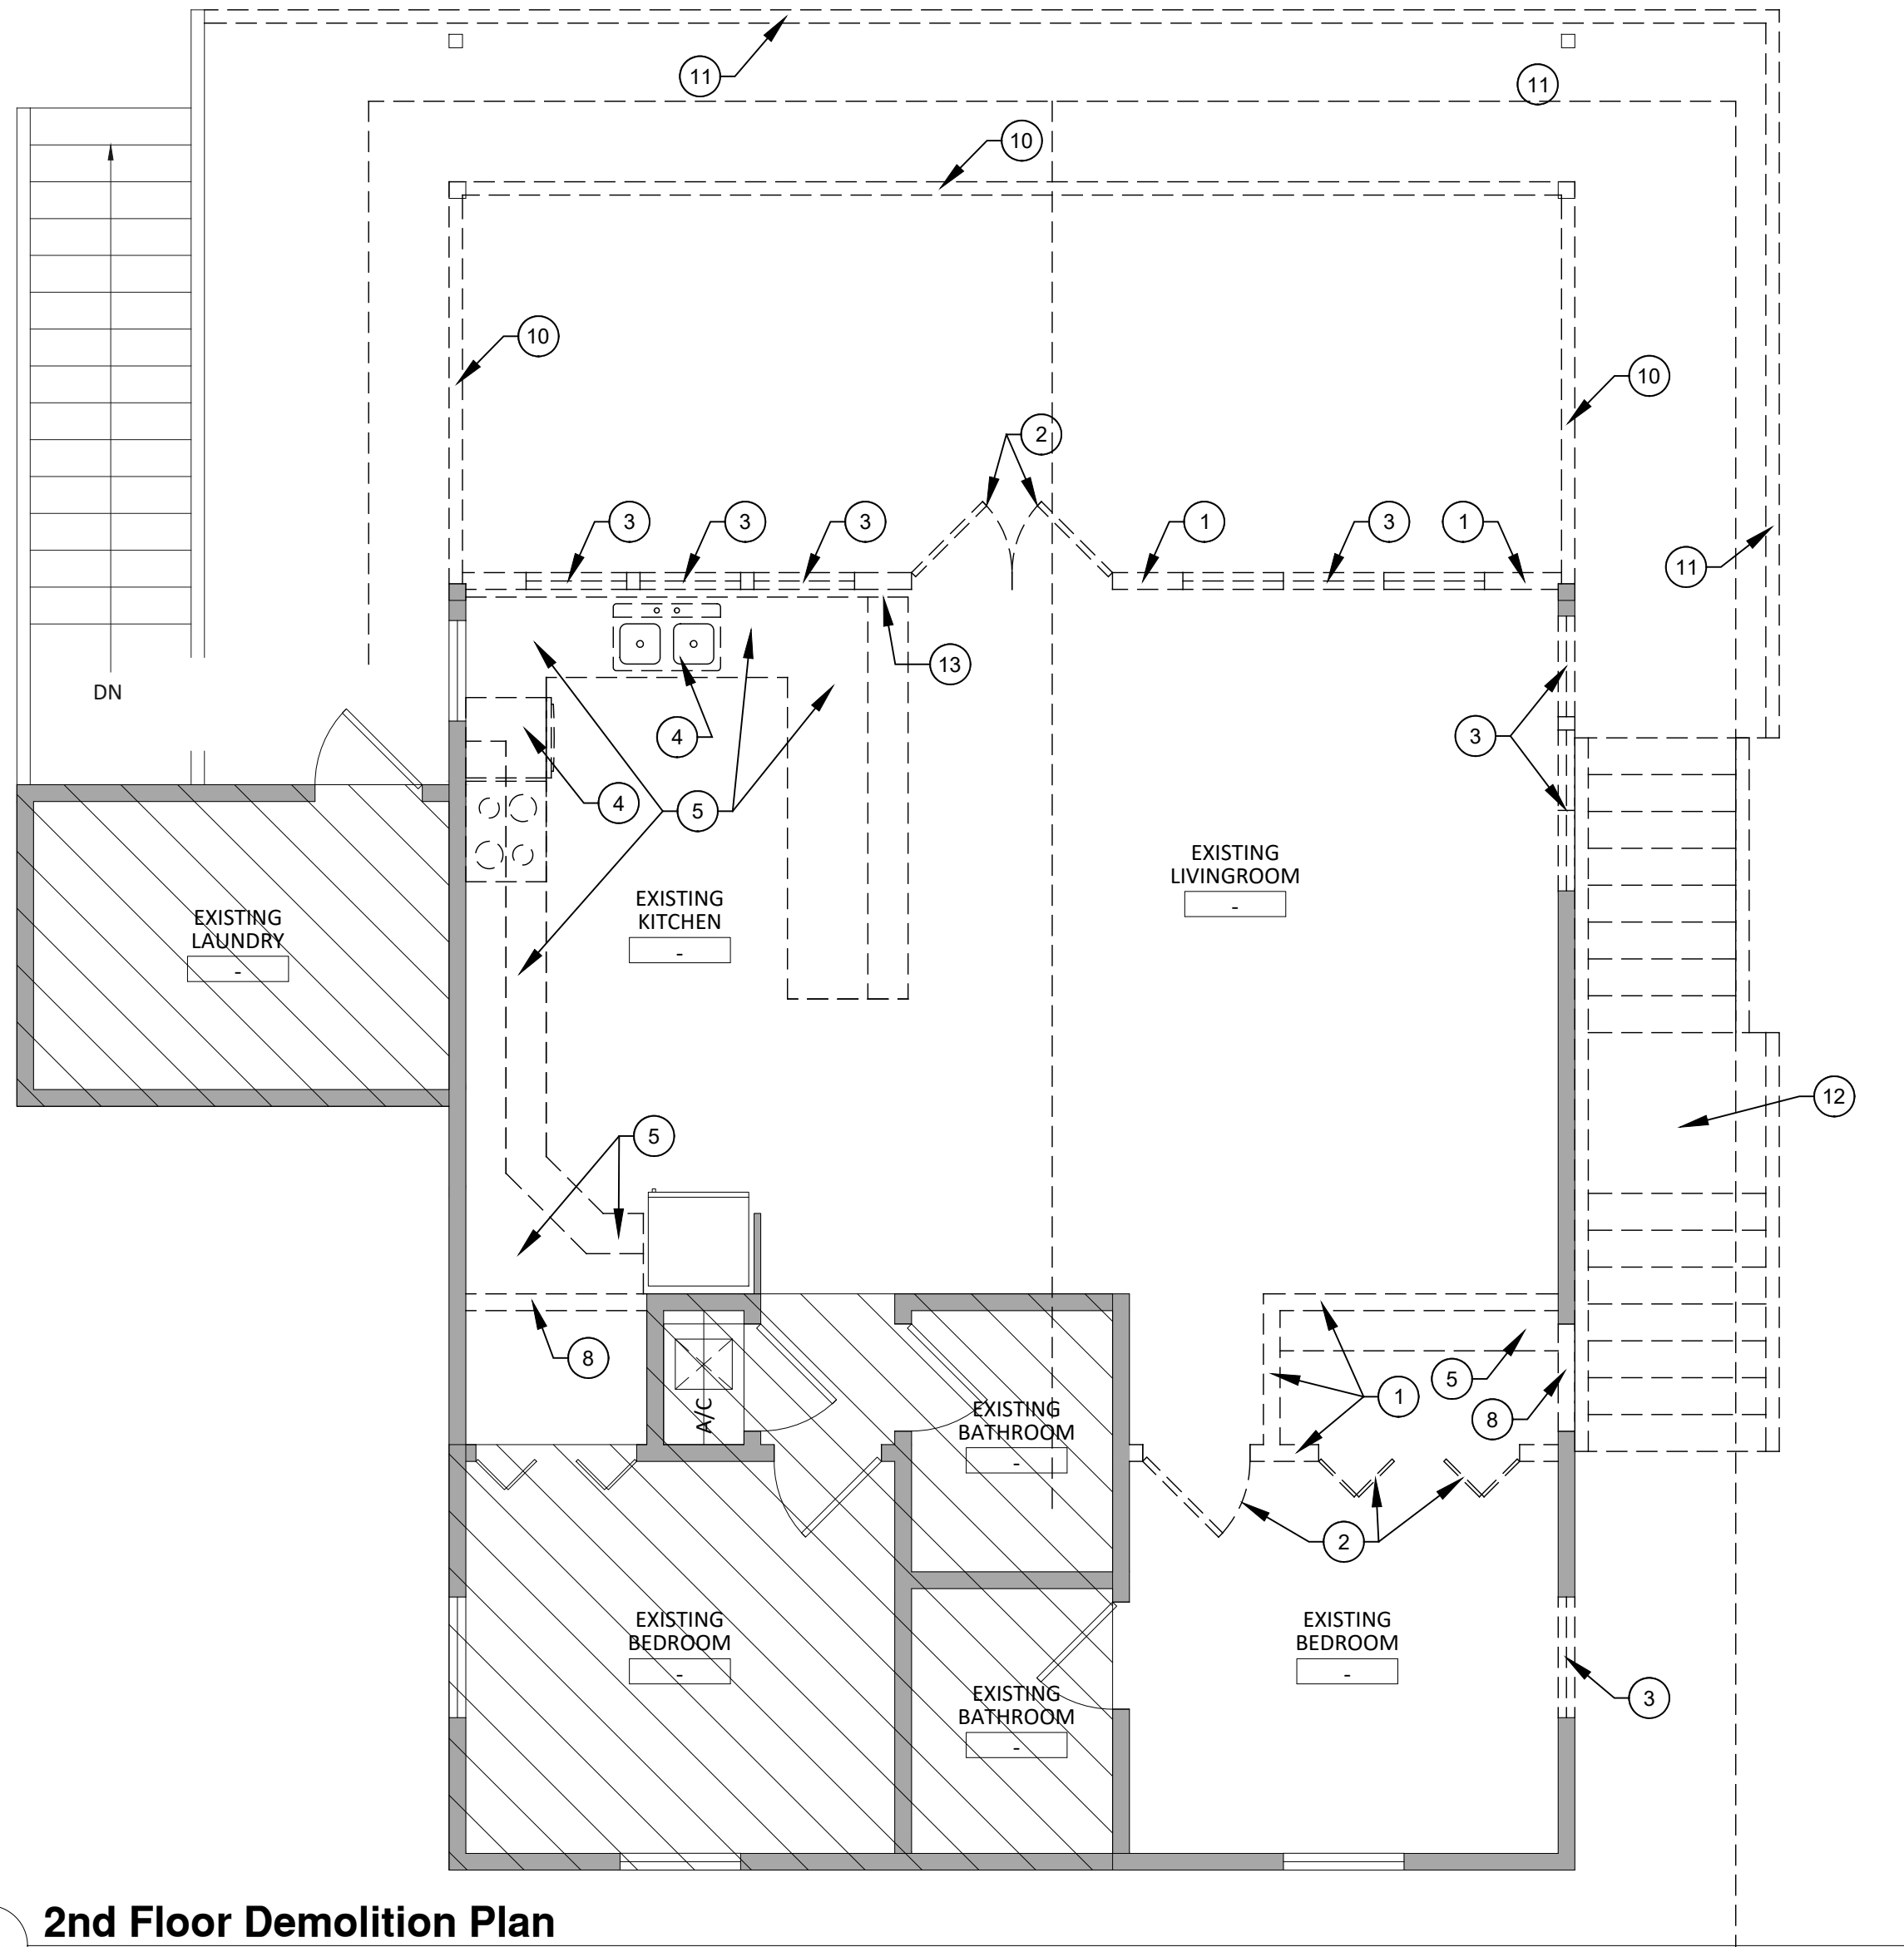 11
11
10
10
10
2
3
3
3
1
3
1
11
13
DN
4
3
4
5
EXISTING
LIVINGROOM
-
EXISTING
KITCHEN
-
EXISTING
LAUNDRY
-
12
5
8
5
1
8
A/C
EXISTING
BATHROOM
-
2
EXISTING
BEDROOM
-
EXISTING
BEDROOM
-
EXISTING
BATHROOM
-
3
2nd Floor Demolition Plan